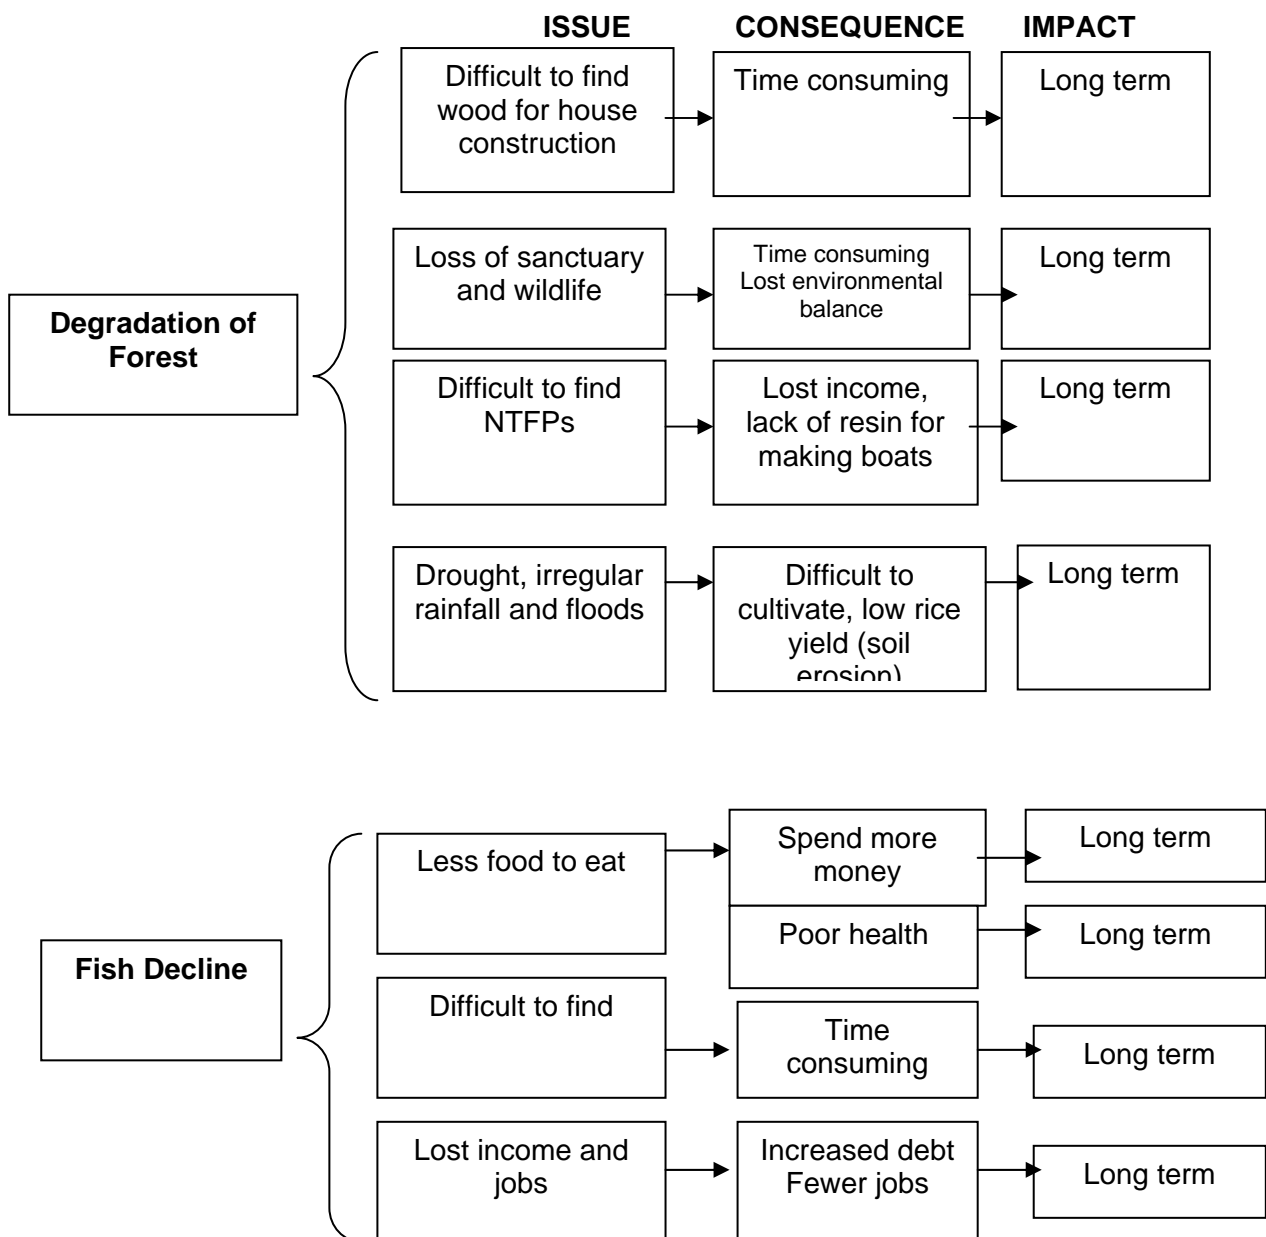 ISSUE CONSEQUENCE IMPACT
Difficult to find
wood for house
construction
Time consuming
Long term
Loss of sanctuary
and wildlife
Time consuming
Lost environmental
balance
Long term
Degradation of
Forest
Difficult to find
NTFPs
Lost income,
lack of resin for
making boats
Long term
Drought, irregular
rainfall and floods
Difficult to
cultivate, low rice
yield (soil
erosion)
Long term
Less food to eat
Spend more
money
Long term
Poor health
Long term
Fish Decline
Difficult to find
Time
consuming
Long term
Lost income and
jobs
Increased debt
Fewer jobs
Long term